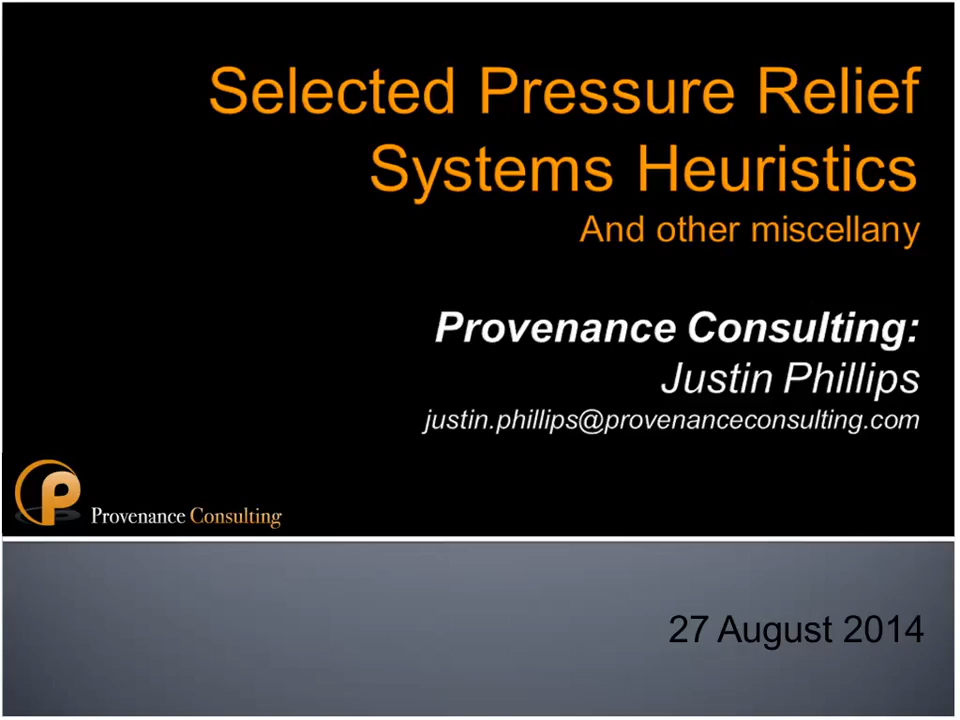 Selected Pressure Relief
Systems Heuristics
And other miscellany
Provenance Consulting:
Justin Phillips
justin.phillips@provenanceconsulting.com
P
Provenance Consulting
27 August 2014